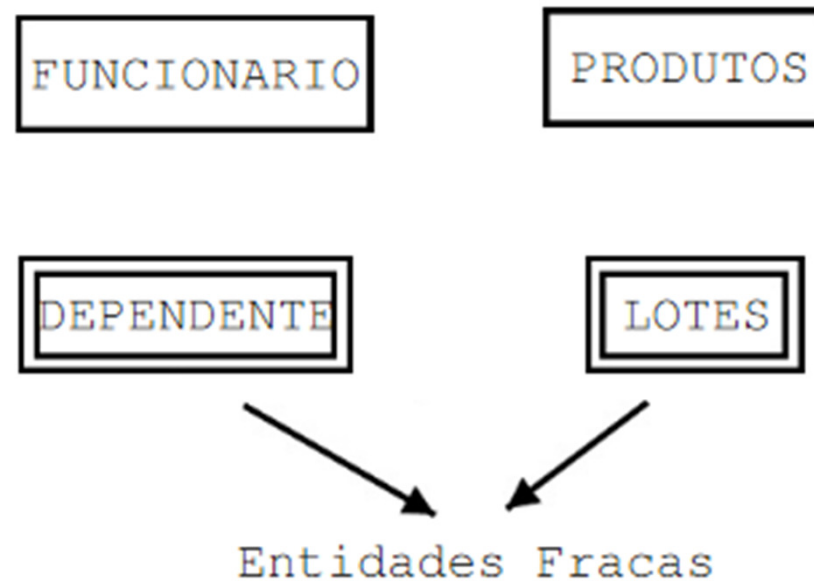 FUNCIONARIO
PRODUTOS
DEPENDENTE
LOTES
Entidades Fracas